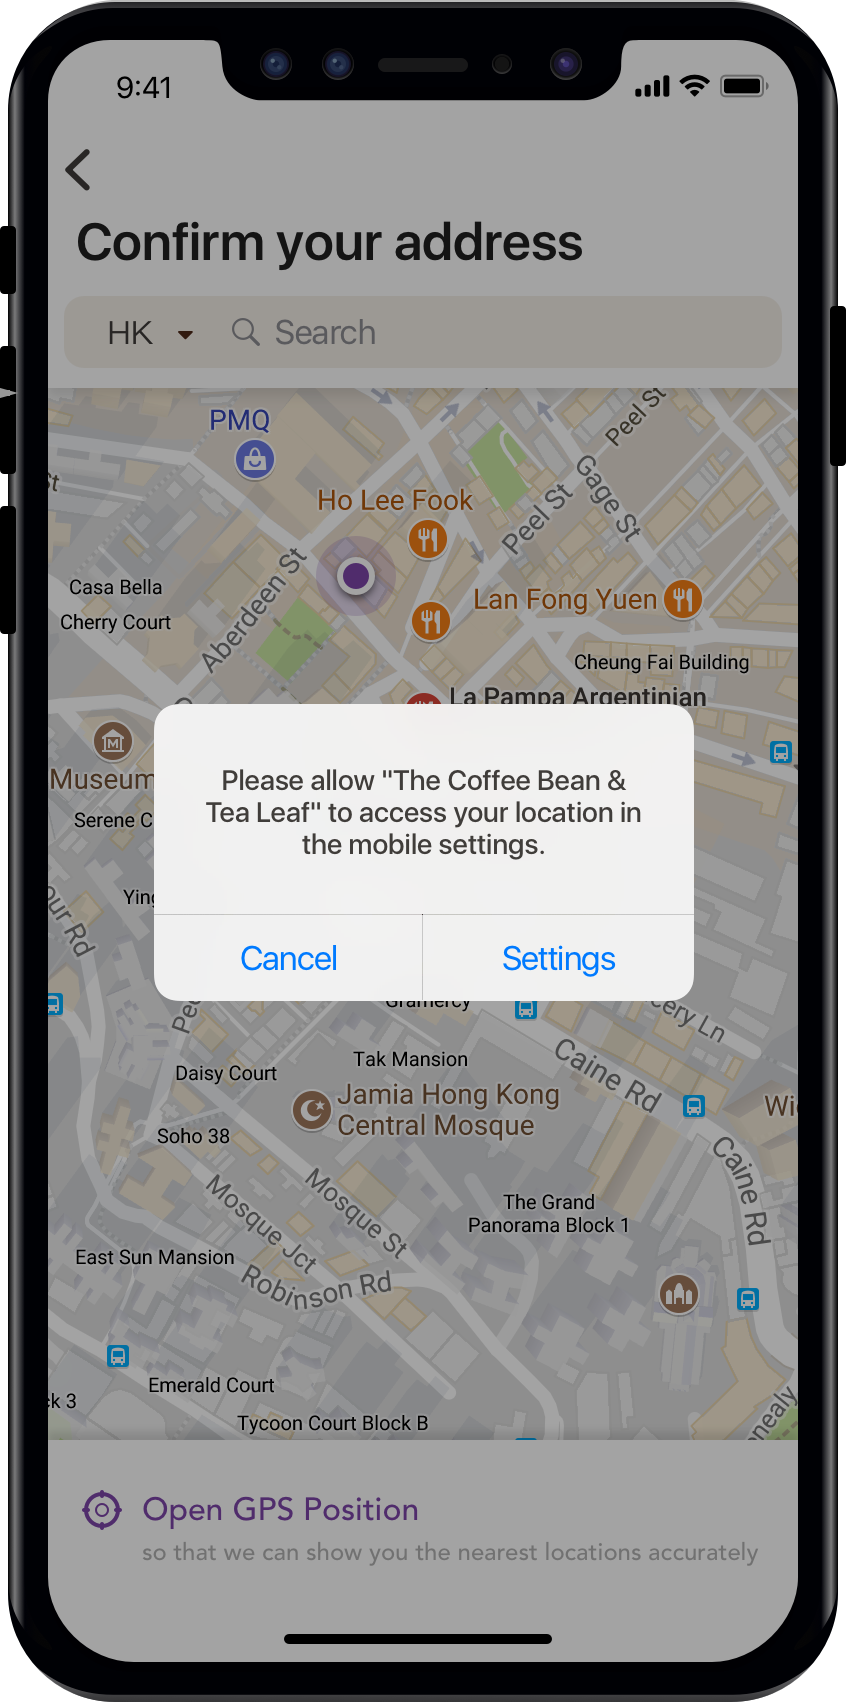 9:41
Confirm your address
HK
Search
PMQ
Peel St
Gage St
St
Ho Lee Fook
Peel St
Aberdeen St
Casa Bella
Lan Fong Yuen
Cherry Court
Cheung Fai Building
La Pampa Argentinian
Museum
Please allow "The Coffee Bean &
Tea Leaf" to access your location in
the mobile settings.
Serene C
Ying
our Rd
Cancel
Settings
Gramercy
cery Ln
Pee
Caine Rd
Tak Mansion
Daisy Court
Jamia Hong Kong
Central Mosque
Wi
Soho 38
Caine Rd
Mosque St
Mosque Jct
The Grand
Panorama Block 1
East Sun Mansion
Robinson Rd
Emerald Court
ck 3
Tycoon Court Block B
nealy
Open GPS Position
so that we can show you the nearest locations accurately